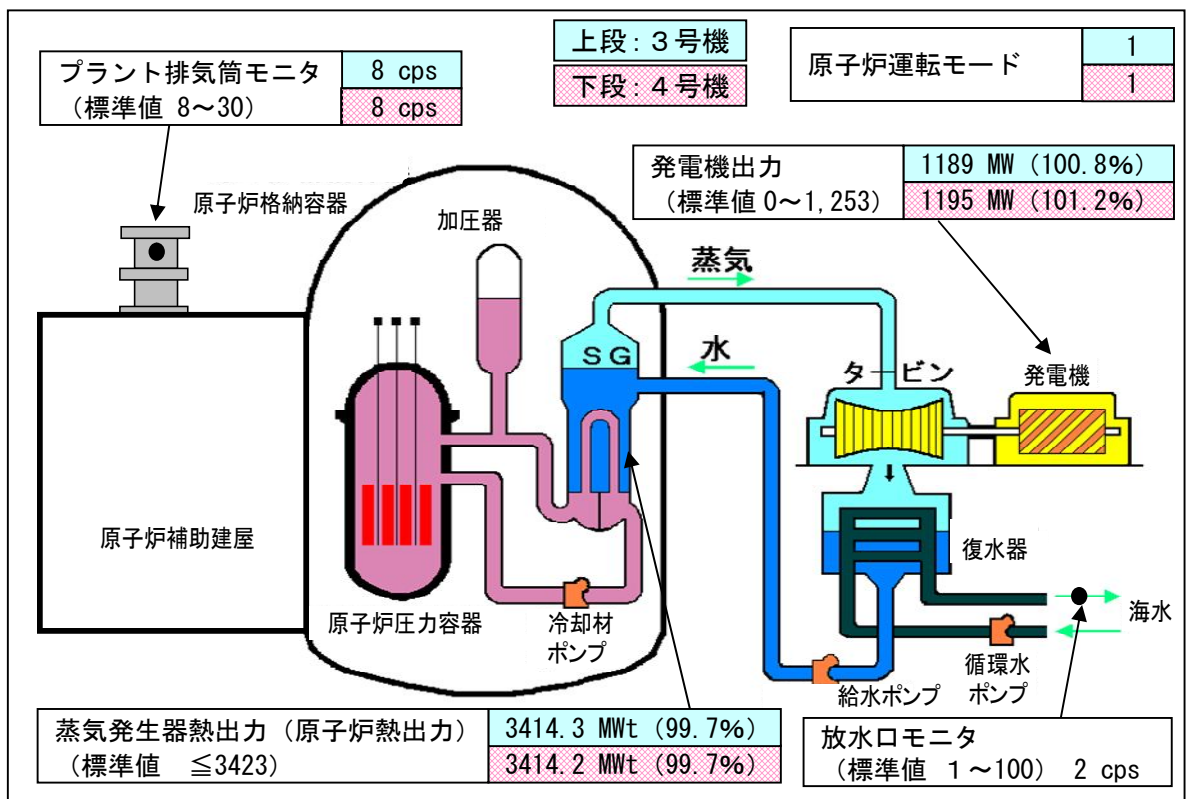 上段：３号機
下段：４号機
原子炉運転モード
1
1
プラント排気筒モニタ
（標準値 8～30）
8 cps
8 cps
発電機出力
（標準値 0～1,253）
1189 MW (100.8%)
1195 MW (101.2%)
原子炉格納容器
加圧器
蒸気
ＳＧ
水
タービン
発電機
原子炉補助建屋
復水器
原子炉圧力容器
冷却材
ポンプ
海水
循環水
ポンプ
給水ポンプ
蒸気発生器熱出力（原子炉熱出力）
（標準値　≦3423）
3414.3 MWt (99.7%)
3414.2 MWt (99.7%)
放水口モニタ
（標準値 １～100） 2 cps